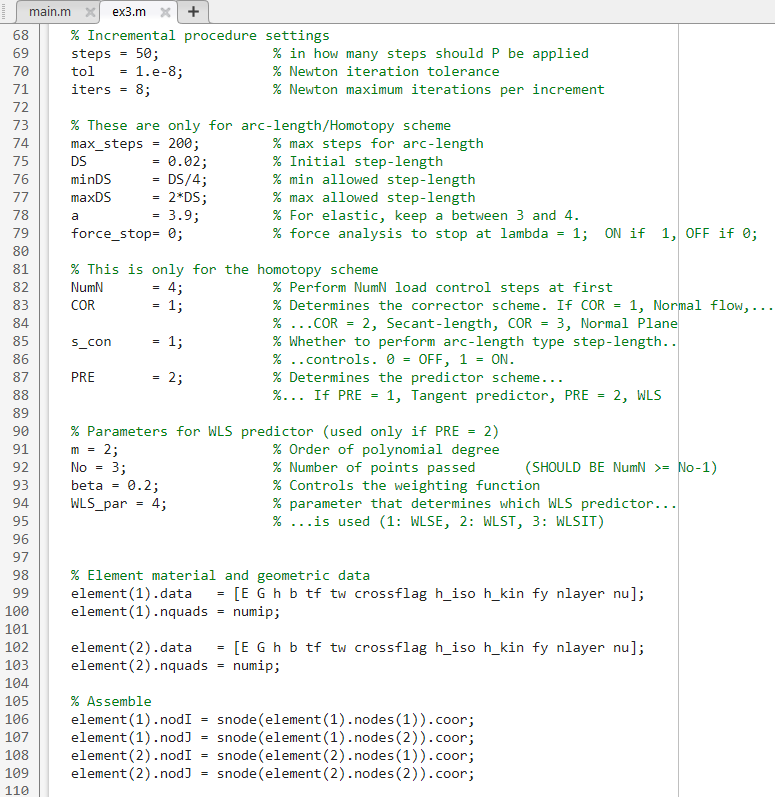 main.m × ex3.m × +
68 % Incremental procedure settings
69 steps = 50; % in how many steps should P be applied
70 tol = 1.e-8; % Newton iteration tolerance
71 iters = 8; % Newton maximum iterations per increment
72
73 % These are only for arc-length/Homotopy scheme
74 max_steps = 200; % max steps for arc-length
75 DS = 0.02; % Initial step-length
76 minDS = DS/4; % min allowed step-length
77 maxDS = 2*DS; % max allowed step-length
78 a = 3.9; % For elastic, keep a between 3 and 4.
79 force_stop= 0; % force analysis to stop at lambda = 1; ON if 1, OFF if 0;
80
81 % This is only for the homotopy scheme
82 NumN = 4; % Perform NumN load control steps at first
83 COR = 1; % Determines the corrector scheme. If COR = 1, Normal flow,...
84 % ...COR = 2, Secant-length, COR = 3, Normal Plane
85 s_con = 1; % Whether to perform arc-length type step-length..
86 % ..controls. 0 = OFF, 1 = ON.
87 PRE = 2; % Determines the predictor scheme...
88 %... If PRE = 1, Tangent predictor, PRE = 2, WLS
89
90 % Parameters for WLS predictor (used only if PRE = 2)
91 m = 2; % Order of polynomial degree
92 No = 3; % Number of points passed (SHOULD BE NumN >= No-1)
93 beta = 0.2; % Controls the weighting function
94 WLS_par = 4; % parameter that determines which WLS predictor...
95 % ...is used (1: WLSE, 2: WLST, 3: WLSIT)
96
97
98 % Element material and geometric data
99 element(1).data = [E G h b tf tw crossflag h_iso h_kin fy nlayer nu];
100 element(1).nquads = numip;
101
102 element(2).data = [E G h b tf tw crossflag h_iso h_kin fy nlayer nu];
103 element(2).nquads = numip;
104
105 % Assemble
106 element(1).nodI = snode(element(1).nodes(1)).coor;
107 element(1).nodJ = snode(element(1).nodes(2)).coor;
108 element(2).nodI = snode(element(2).nodes(1)).coor;
109 element(2).nodJ = snode(element(2).nodes(2)).coor;
110